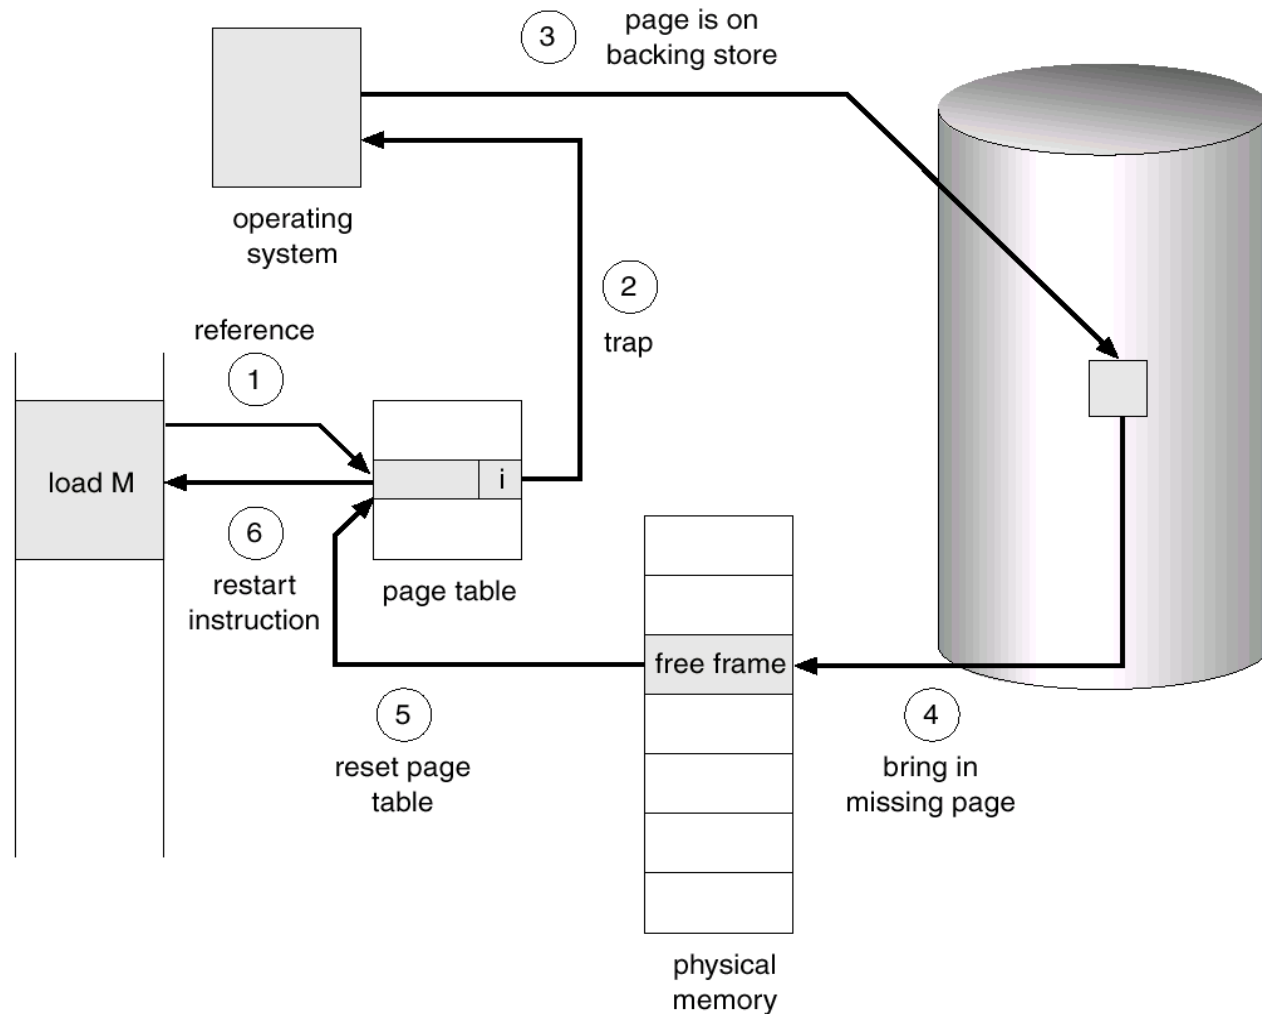 3
page is on
backing store
operating
system
2
trap
reference
1
load M
i
6
restart
instruction
page table
free frame
5
reset page
table
4
bring in
missing page
physical
memory